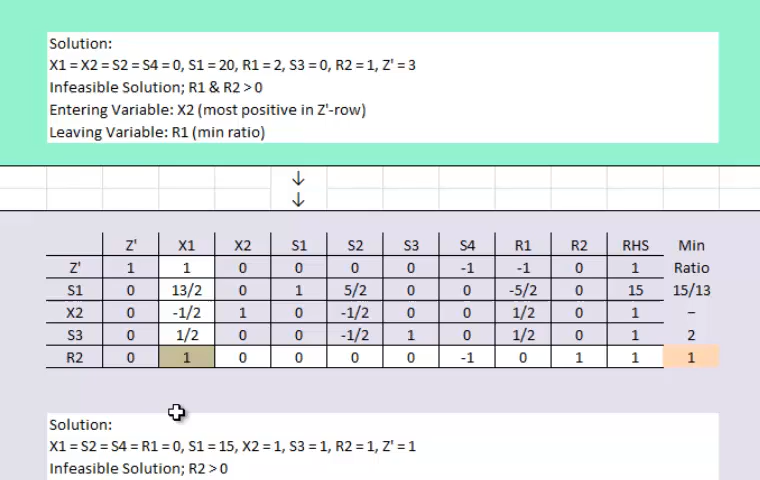 Solution:
X1 = X2 = S2 = S4 = 0, S1 = 20, R1 = 2, S3 = 0, R2 = 1, Z' = 3
Infeasible Solution; R1 & R2 > 0
Entering Variable: X2 (most positive in Z'-row)
Leaving Variable: R1 (min ratio)
↓
↓
Z' X1 X2 S1 S2 S3 S4 R1 R2 RHS Min
Z' 1 1 0 0 0 0 -1 -1 0 1 Ratio
S1 0 13/2 0 1 5/2 0 0 -5/2 0 15 15/13
X2 0 -1/2 1 0 -1/2 0 0 1/2 0 1 –
S3 0 1/2 0 0 -1/2 1 0 1/2 0 1 2
R2 0 1 0 0 0 0 -1 0 1 1 1
Solution:
X1 = S2 = S4 = R1 = 0, S1 = 15, X2 = 1, S3 = 1, R2 = 1, Z' = 1
Infeasible Solution; R2 > 0